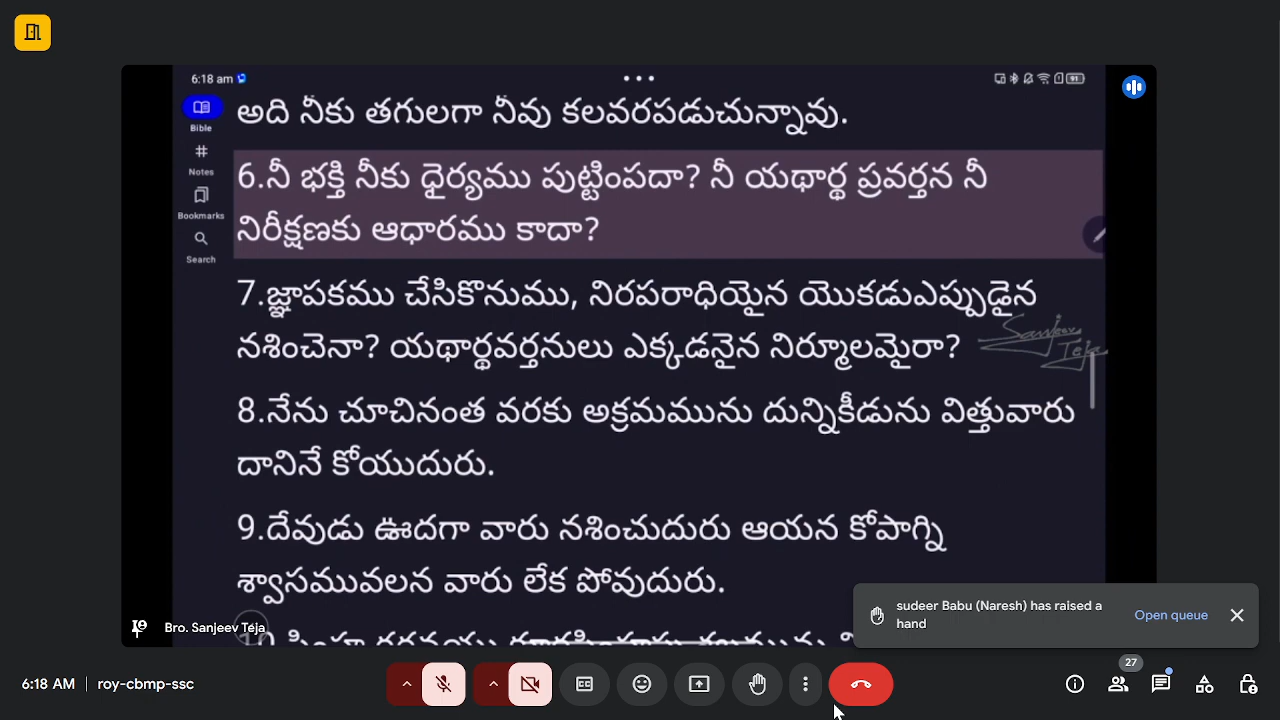 6:18 am
91
అది నీకు తగులగా నీవు కలవరపడుచున్నావు.
Bible
Notes
Bookmarks
Search
6.నీ భక్తి నీకు ధైర్యము పుట్టింపదా? నీ యథార్థ ప్రవర్తన నీ
నిరీక్షణకు ఆధారము కాదా?
7.జ్ఞాపకము చేసికొనుము, నిరపరాధియైన యొకడుఎప్పుడైన
నశించెనా? యథార్థవర్తనులు ఎక్కడనైన నిర్మూలమైరా?
Sanjeev
Teja
8.నేను చూచినంత వరకు అక్రమమును దున్నికీడును విత్తువారు
దానినే కోయుదురు.
9.దేవుడు ఊదగా వారు నశించుదురు ఆయన కోపాగ్ని
శ్వాసమువలన వారు లేక పోవుదురు.
Bro. Sanjeev Teja
sudeer Babu (Naresh) has raised a
hand
Open queue
6:18 AM | roy-cbmp-ssc
27